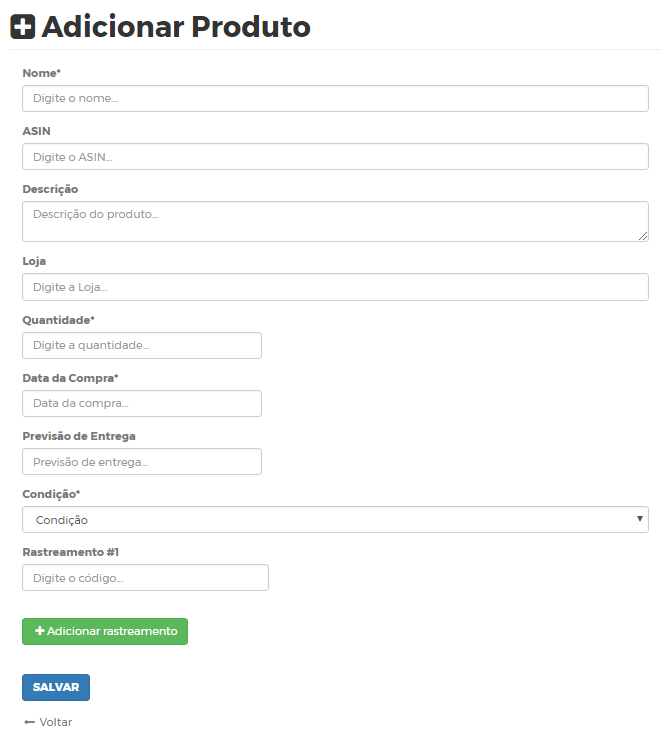 Adicionar Produto
Nome*
Digite o nome...
ASIN
Digite o ASIN...
Descrição
Descrição do produto...
Loja
Digite a Loja...
Quantidade*
Digite a quantidade...
Data da Compra*
Data da compra...
Previsão de Entrega
Previsão de entrega...
Condição*
Condição
Rastreamento #1
Digite o código...
Adicionar rastreamento
SALVAR
Voltar